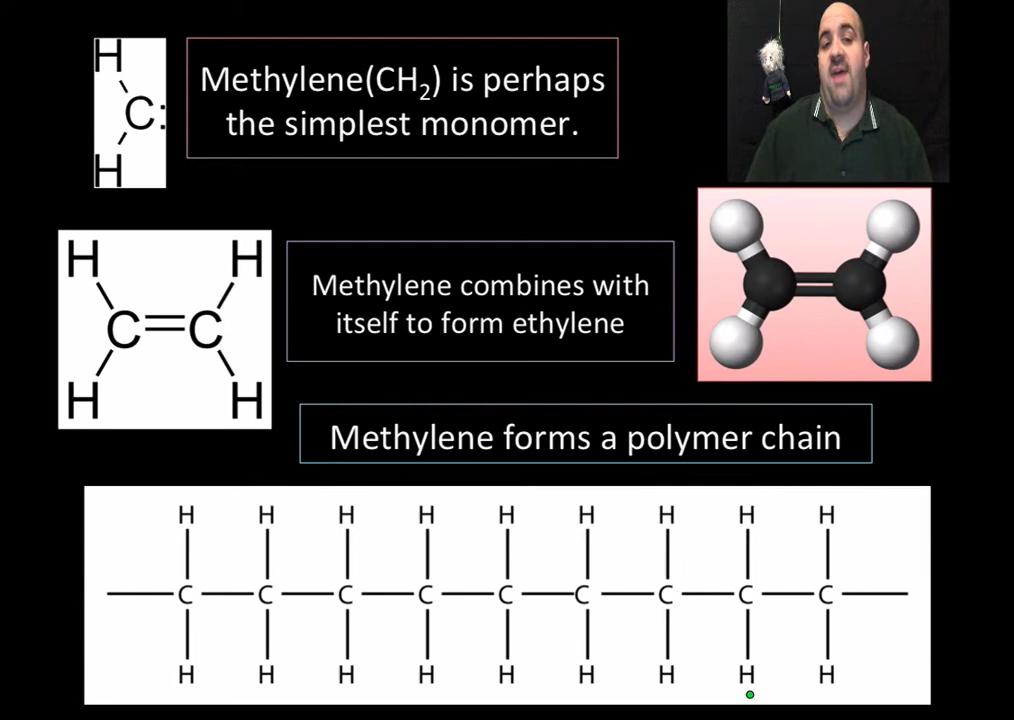 H
C:
H
Methylene(CH₂) is perhaps
the simplest monomer.
H H
C=C
H H
Methylene combines with
itself to form ethylene
Methylene forms a polymer chain
H H H H H H H H H
C C C C C C C C C
H H H H H H H H H